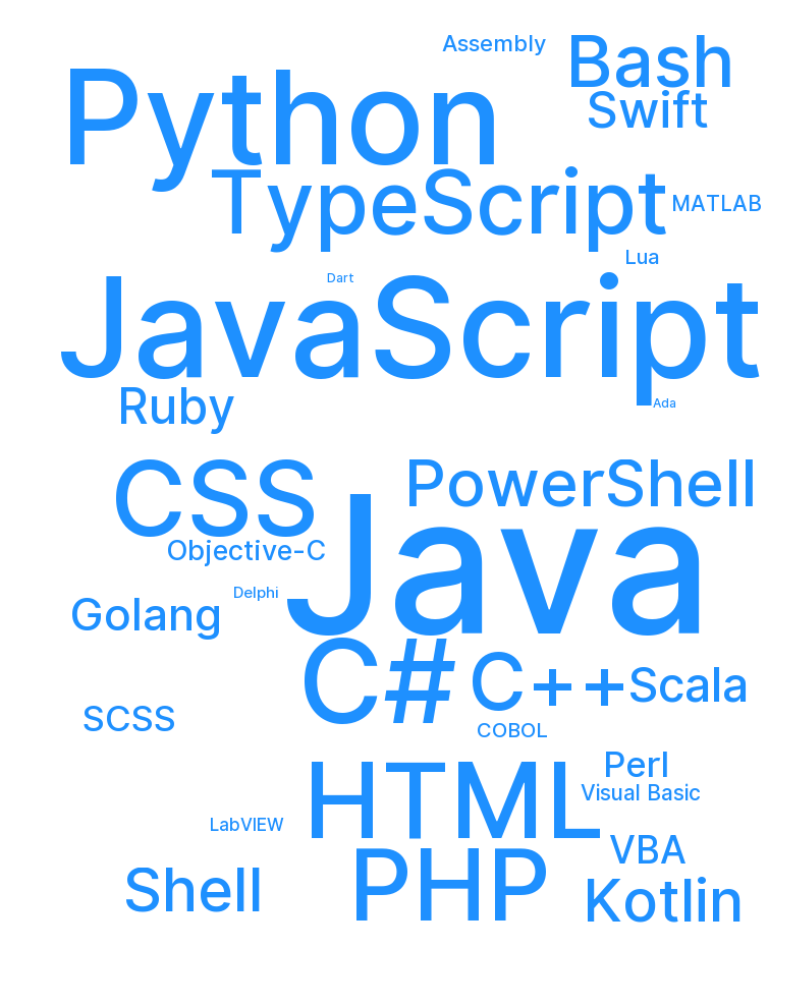 Assembly
Bash
Python
Swift
TypeScript
MATLAB
Lua
Dart
JavaScript
Ruby
Ada
CSS
PowerShell
Java
Objective-C
Delphi
Golang
C#
C++
Scala
SCSS
COBOL
HTML
Perl
Visual Basic
LabVIEW
PHP
VBA
Shell
Kotlin